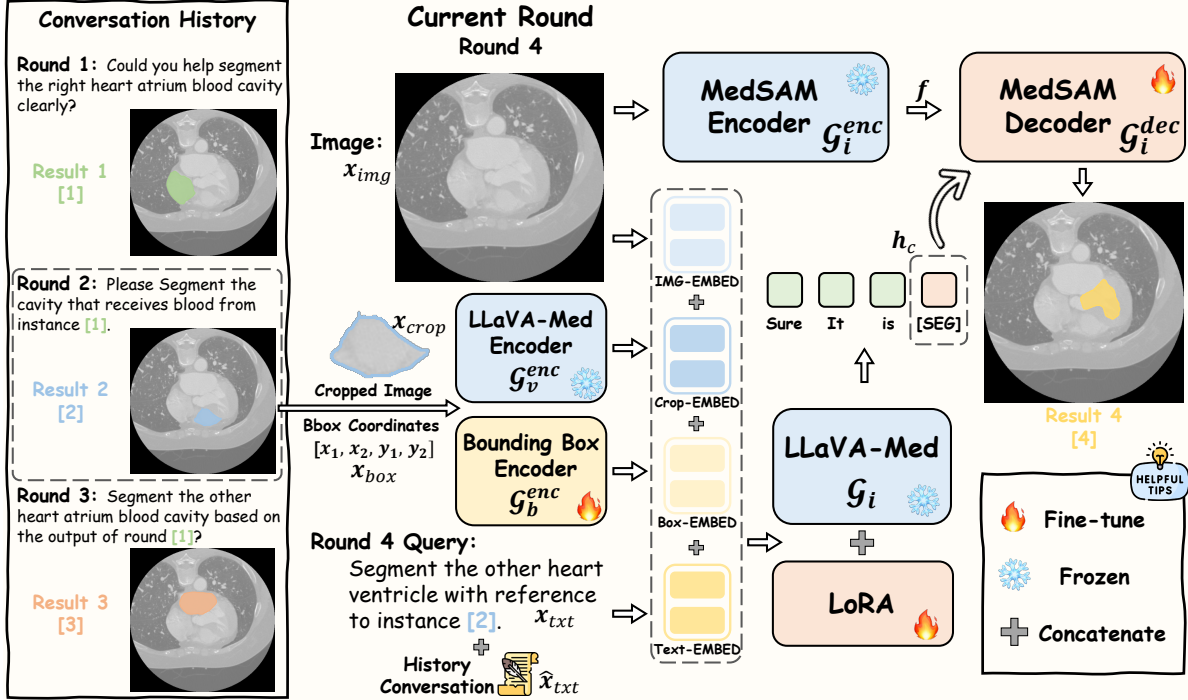 Conversation History
Round 1: Could you help segment
the right heart atrium blood cavity
clearly?
Result 1
[1]
Round 2: Please Segment the
cavity that receives blood from
instance [1].
Result 2
[2]
Round 3: Segment the other
heart atrium blood cavity based on
the output of round [1]?
Result 3
[3]
Current Round
Round 4
Image:
x_img
x_crop
Cropped Image
Bbox Coordinates
[x₁, x₂, y₁, y₂]
x_box
LLaVA-Med
Encoder
𝒢_v^enc
Bounding Box
Encoder
𝒢_b^enc
Round 4 Query:
Segment the other heart
ventricle with reference
to instance [2]. x_txt
History
Conversation x̂_txt
IMG-EMBED
Crop-EMBED
Box-EMBED
Text-EMBED
MedSAM
Encoder 𝒢_i^enc
f
MedSAM
Decoder 𝒢_i^dec
h_c
Sure It is [SEG]
LLaVA-Med
𝒢_i
LoRA
Result 4
[4]
HELPFUL
TIPS
Fine-tune
Frozen
Concatenate